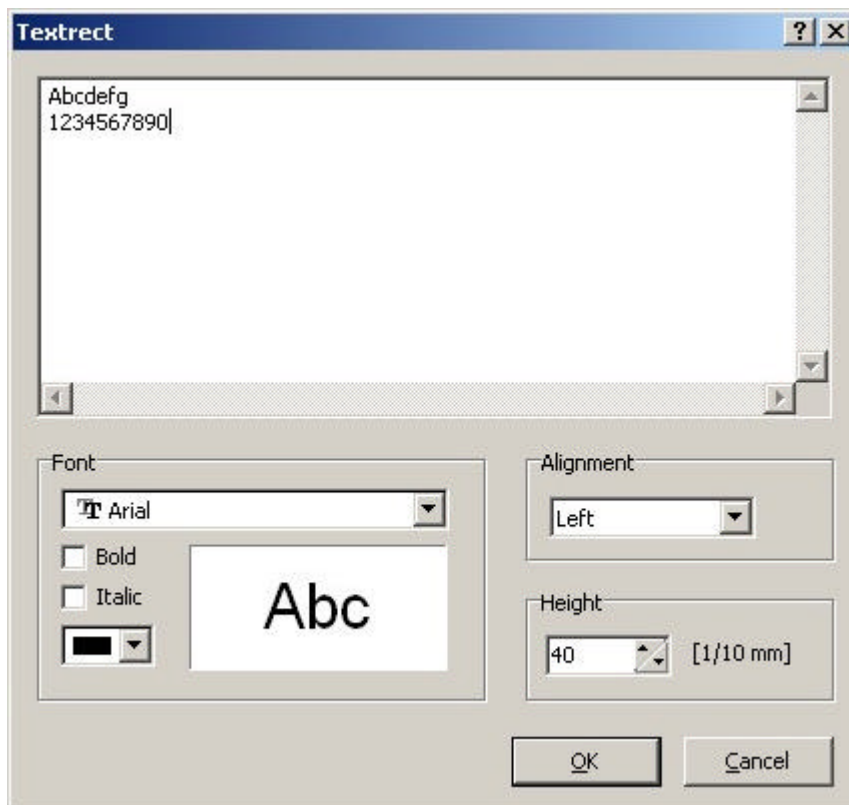 Textrect
Abcdefg
1234567890
Font
Arial
Bold
Italic
Abc
Alignment
Left
Height
40 [1/10 mm]
OK Cancel